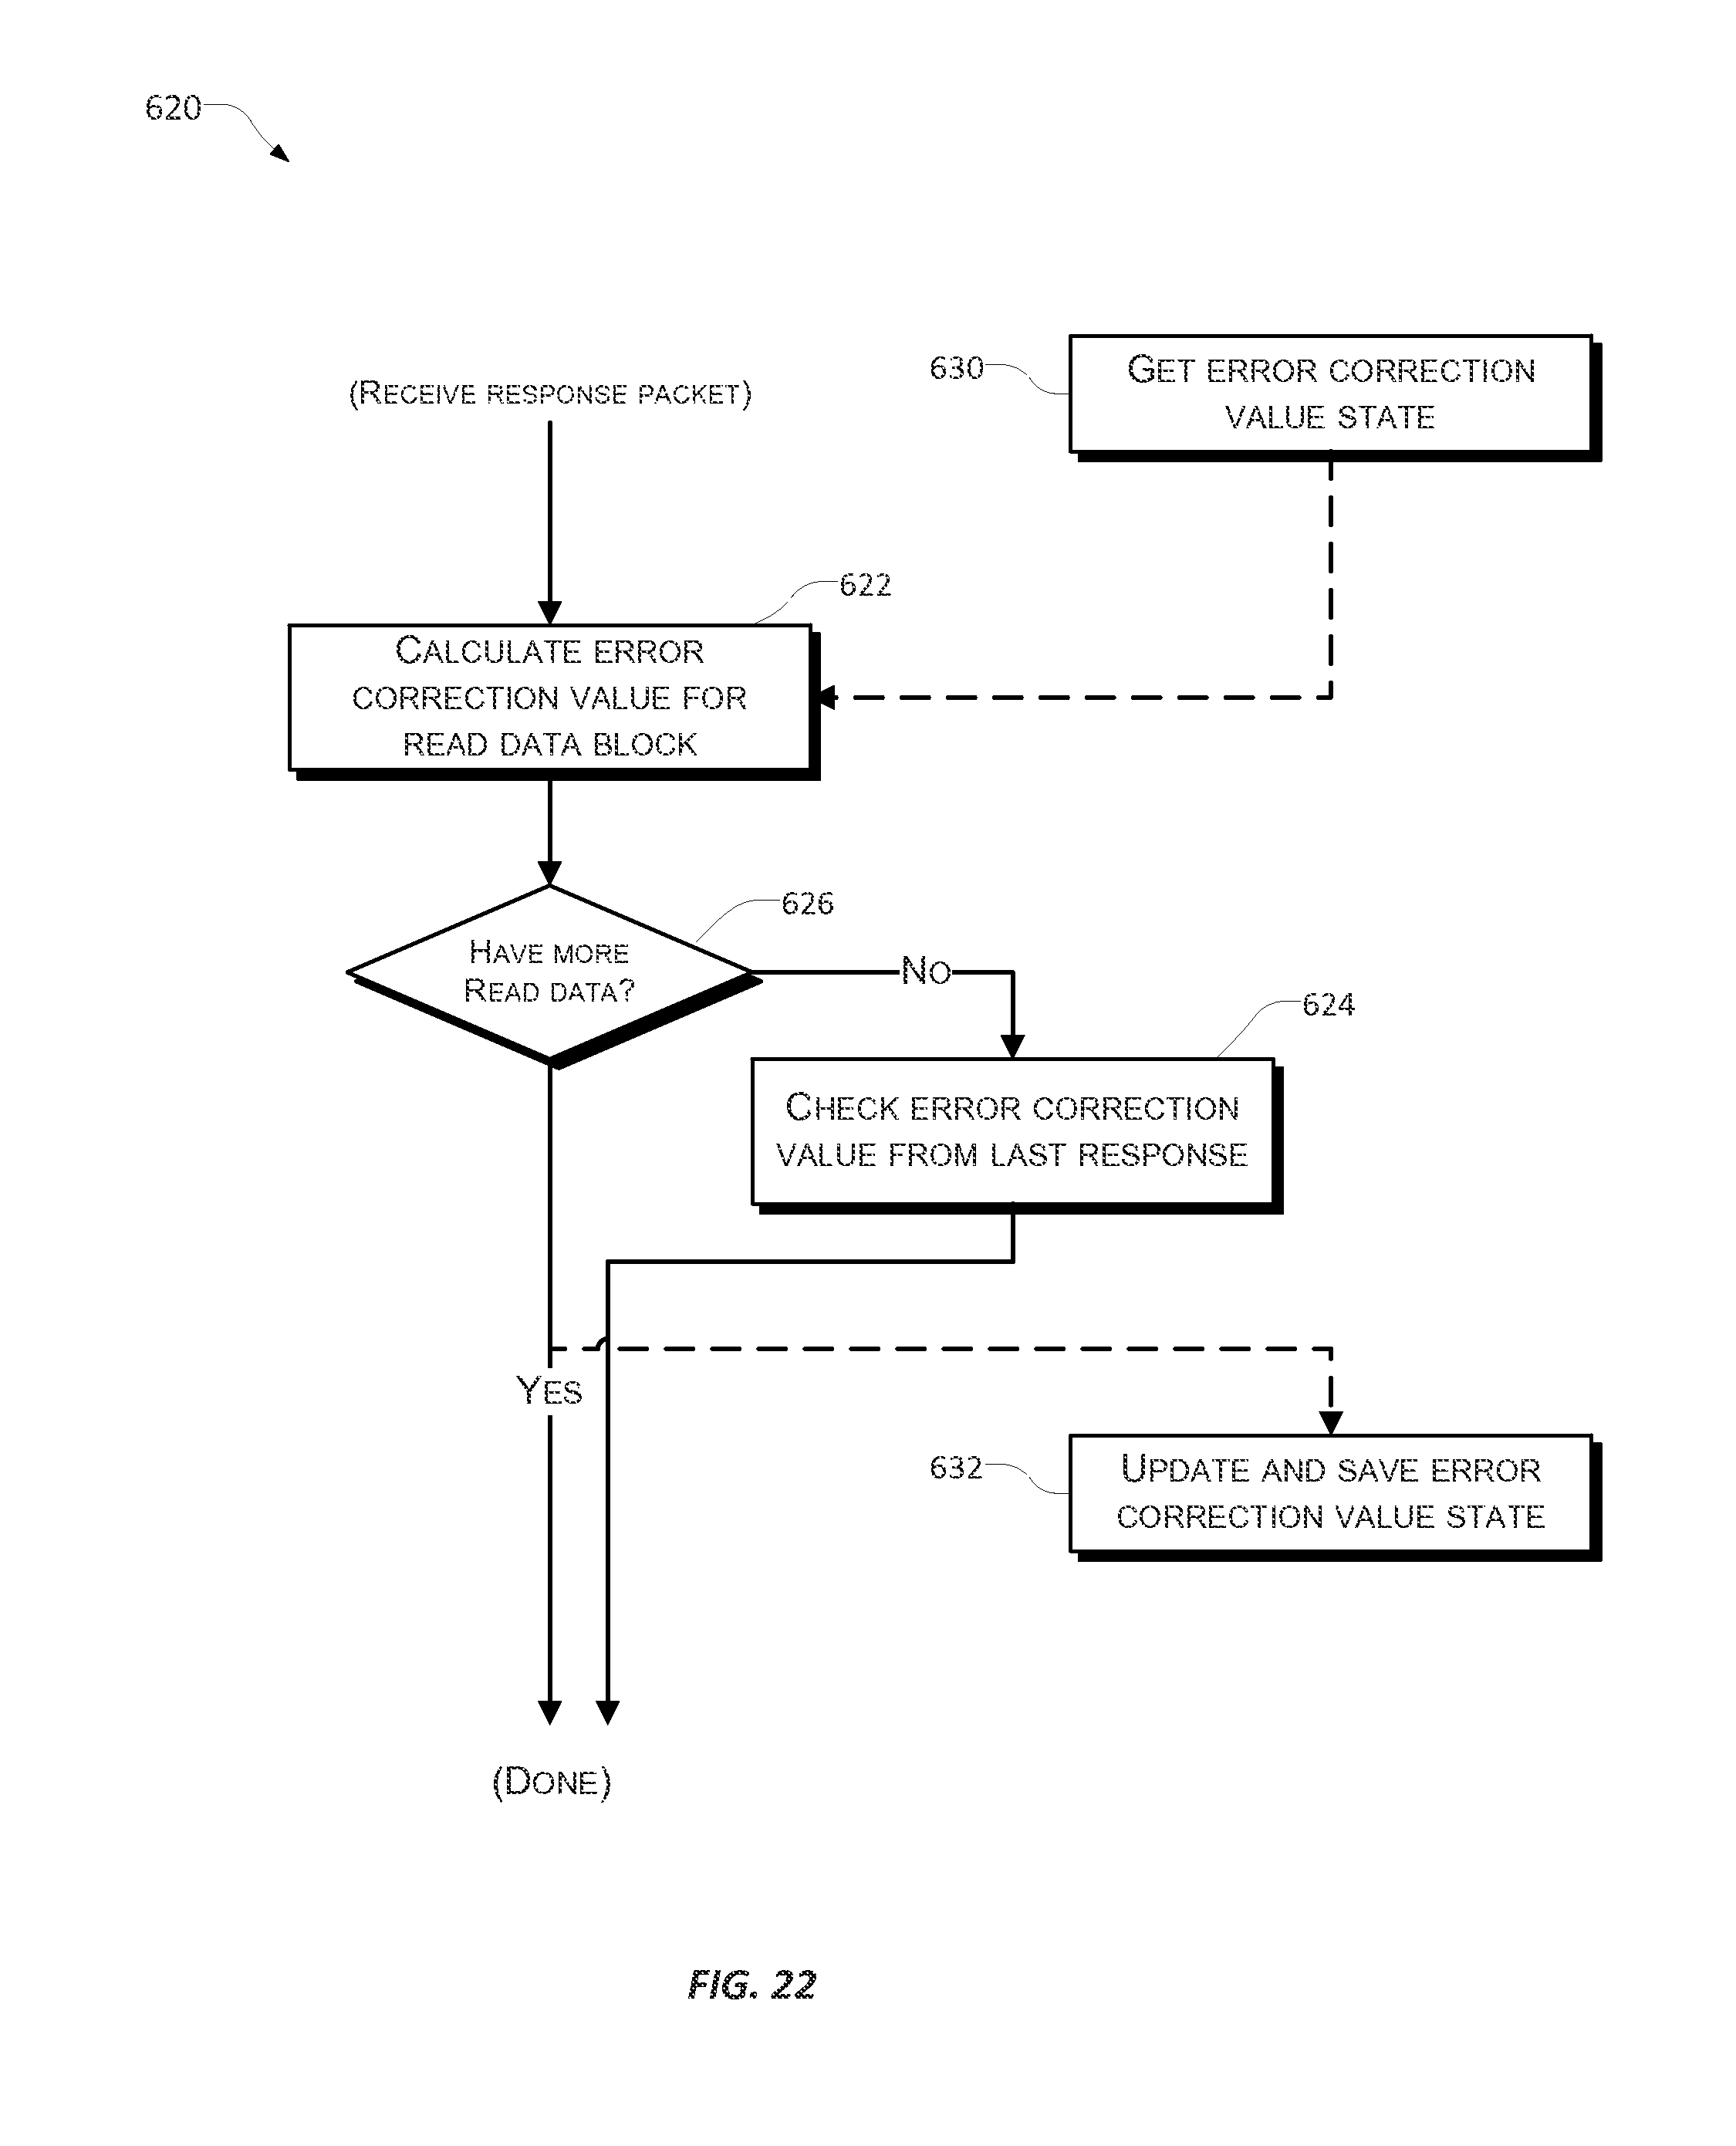 620
630
GET ERROR CORRECTION
VALUE STATE
(RECEIVE RESPONSE PACKET)
622
CALCULATE ERROR
CORRECTION VALUE FOR
READ DATA BLOCK
626
HAVE MORE
READ DATA?
NO
624
CHECK ERROR CORRECTION
VALUE FROM LAST RESPONSE
YES
632
UPDATE AND SAVE ERROR
CORRECTION VALUE STATE
(DONE)
FIG. 22